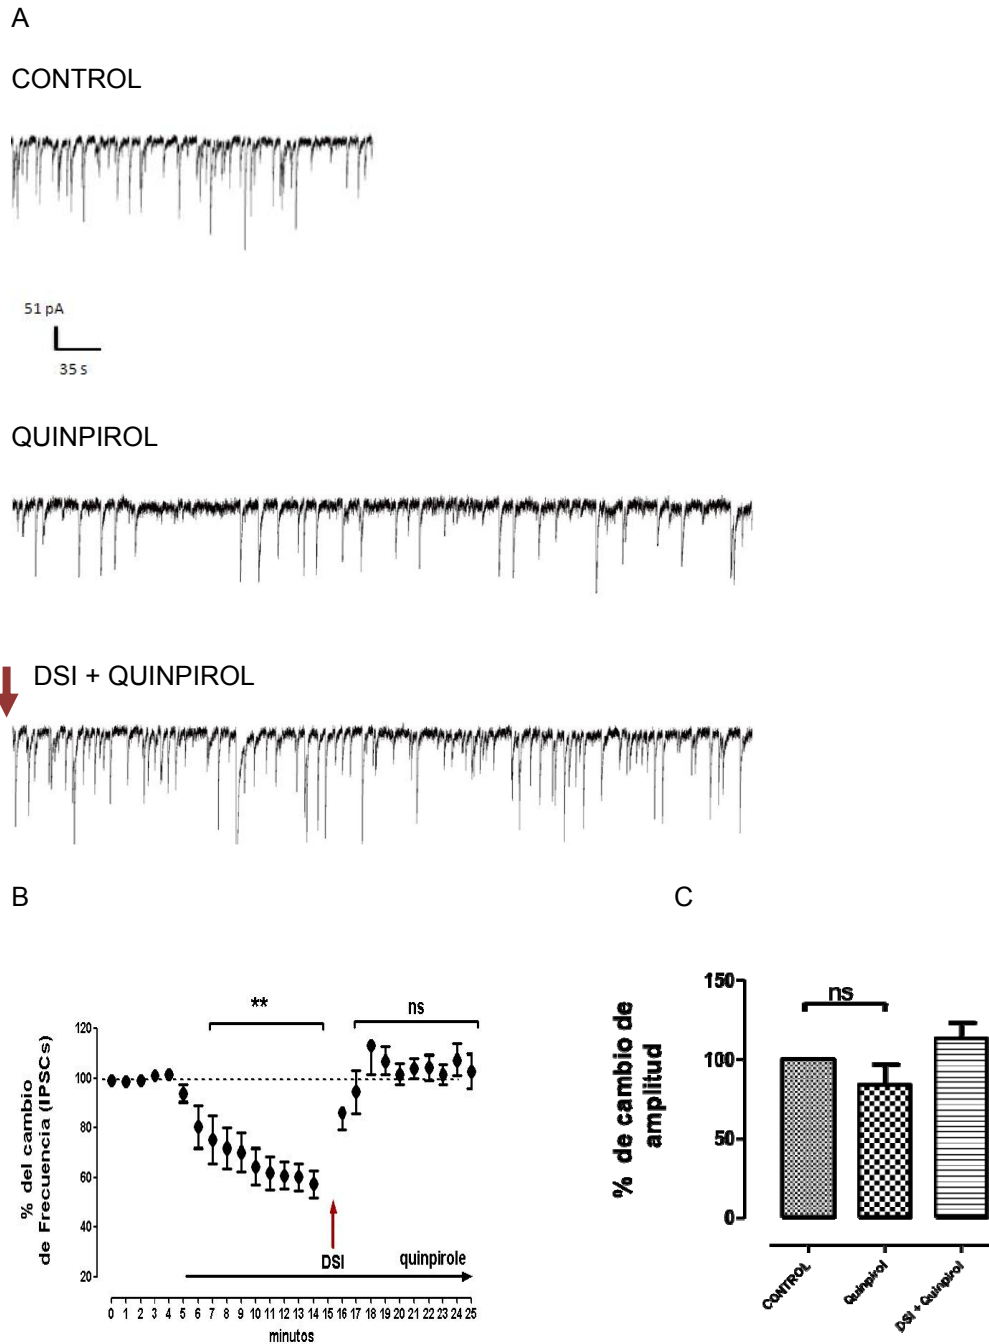 A
CONTROL
51 pA
35 s
QUINPIROL
DSI + QUINPIROL
B
C
% del cambio
de Frecuencia (IPSCs)
120
100
80
60
40
20
**
ns
DSI
quinpirole
0 1 2 3 4 5 6 7 8 9 10 11 12 13 14 15 16 17 18 19 20 21 22 23 24 25
minutos
% de cambio de
amplitud
150
100
50
0
ns
CONTROL
Quinpirol
DSI + Quinpirol